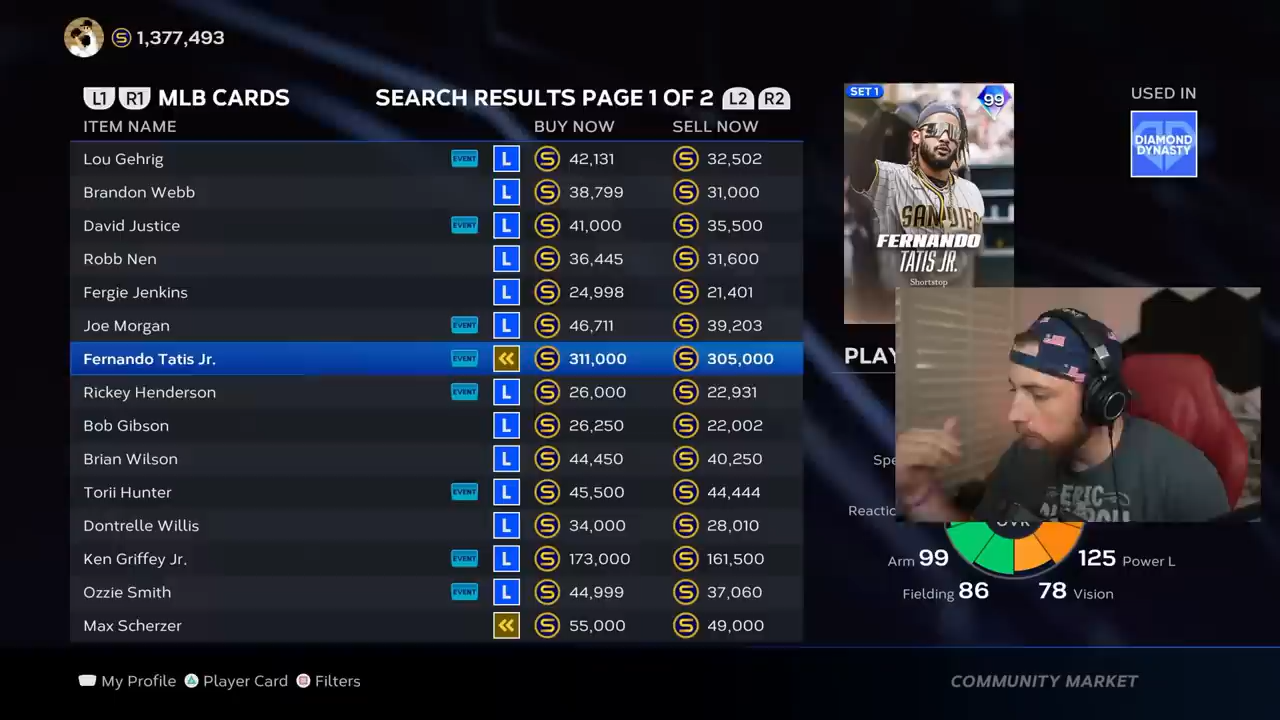 1,377,493
L1 R1 MLB CARDS SEARCH RESULTS PAGE 1 OF 2 L2 R2
ITEM NAME BUY NOW SELL NOW
Lou Gehrig EVENT L 42,131 32,502
Brandon Webb L 38,799 31,000
David Justice EVENT L 41,000 35,500
Robb Nen L 36,445 31,600
Fergie Jenkins L 24,998 21,401
Joe Morgan EVENT L 46,711 39,203
Fernando Tatis Jr. EVENT 311,000 305,000
Rickey Henderson EVENT L 26,000 22,931
Bob Gibson L 26,250 22,002
Brian Wilson L 44,450 40,250
Torii Hunter EVENT L 45,500 44,444
Dontrelle Willis L 34,000 28,010
Ken Griffey Jr. EVENT L 173,000 161,500
Ozzie Smith EVENT L 44,999 37,060
Max Scherzer 55,000 49,000
SET 1 99
SAN DIEG
FERNANDO
TATIS JR.
Shortstop
USED IN
DIAMOND
DYNASTY
PLAY
Spe
Reactio
OVR
Arm 99
125 Power L
Fielding 86
78 Vision
ERIC
My Profile Player Card Filters
COMMUNITY MARKET